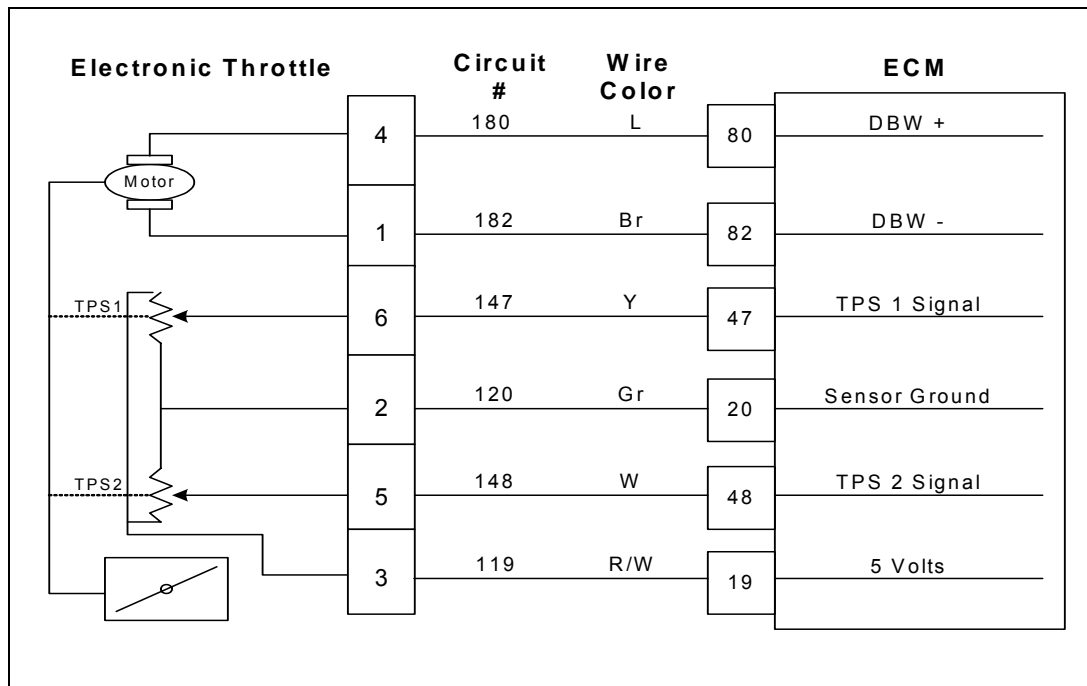 Electronic Throttle Circuit # Wire Color ECM
4 180 L 80 DBW +
Motor
1 182 Br 82 DBW -
TPS1 6 147 Y 47 TPS 1 Signal
2 120 Gr 20 Sensor Ground
TPS2 5 148 W 48 TPS 2 Signal
3 119 R/W 19 5 Volts